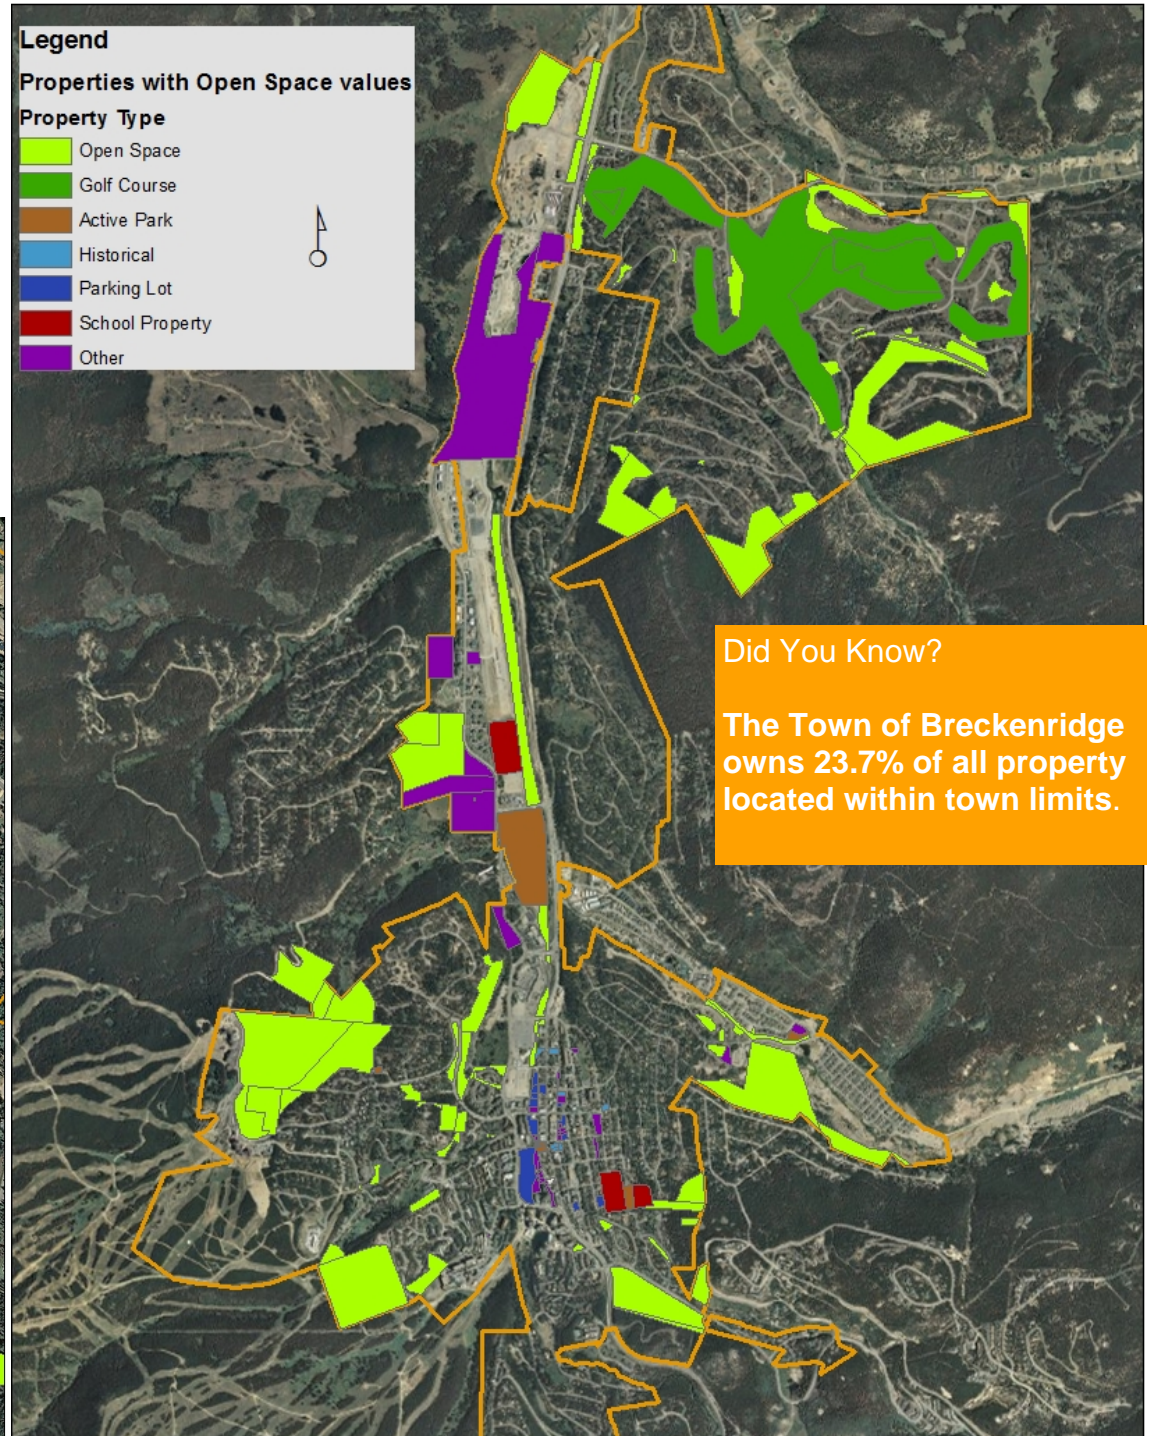 Legend
Properties with Open Space values
Property Type
Open Space
Golf Course
Active Park
Historical
Parking Lot
School Property
Other
Did You Know?
The Town of Breckenridge
owns 23.7% of all property
located within town limits.